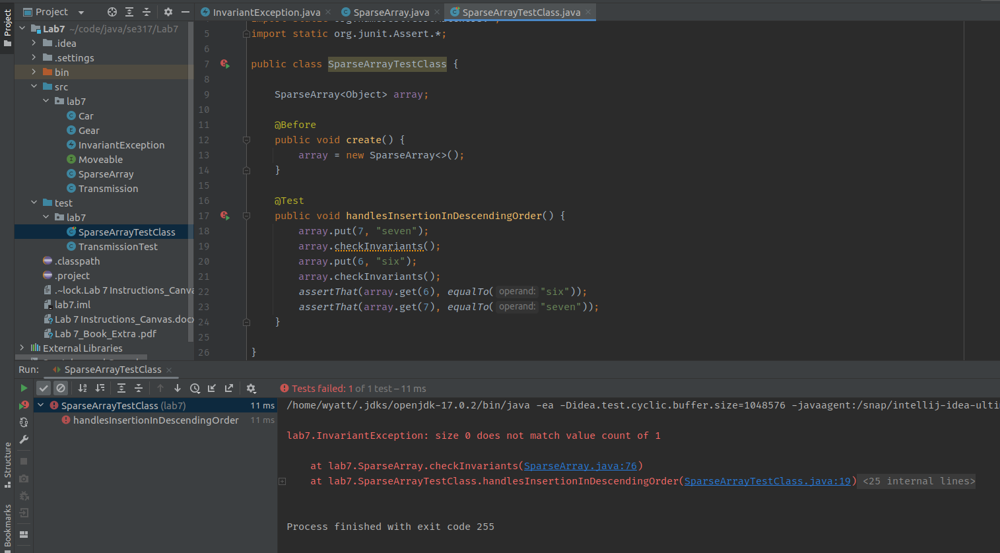 Project
InvariantException.java
SparseArray.java
SparseArrayTestClass.java
Project
Lab7 ~/code/java/se317/Lab7
.idea
.settings
bin
src
lab7
Car
Gear
InvariantException
Moveable
SparseArray
Transmission
test
lab7
SparseArrayTestClass
TransmissionTest
.classpath
.project
.~lock.Lab 7 Instructions_Canva
lab7.iml
Lab 7 Instructions_Canvas.docx
Lab 7_Book_Extra .pdf
External Libraries
5 import static org.junit.Assert.*;
6
7 public class SparseArrayTestClass {
8
9 SparseArray<Object> array;
10
11 @Before
12 public void create() {
13 array = new SparseArray<>();
14 }
15
16 @Test
17 public void handlesInsertionInDescendingOrder() {
18 array.put(7, "seven");
19 array.checkInvariants();
20 array.put(6, "six");
21 array.checkInvariants();
22 assertThat(array.get(6), equalTo( operand: "six"));
23 assertThat(array.get(7), equalTo( operand: "seven"));
24 }
25
26 }
Run: SparseArrayTestClass
Tests failed: 1 of 1 test – 11 ms
SparseArrayTestClass (lab7) 11 ms
handlesInsertionInDescendingOrder 11 ms
/home/wyatt/.jdks/openjdk-17.0.2/bin/java -ea -Didea.test.cyclic.buffer.size=1048576 -javaagent:/snap/intellij-idea-ulti
lab7.InvariantException: size 0 does not match value count of 1
at lab7.SparseArray.checkInvariants(SparseArray.java:76)
at lab7.SparseArrayTestClass.handlesInsertionInDescendingOrder(SparseArrayTestClass.java:19) <25 internal lines>
Process finished with exit code 255
Structure
Bookmarks